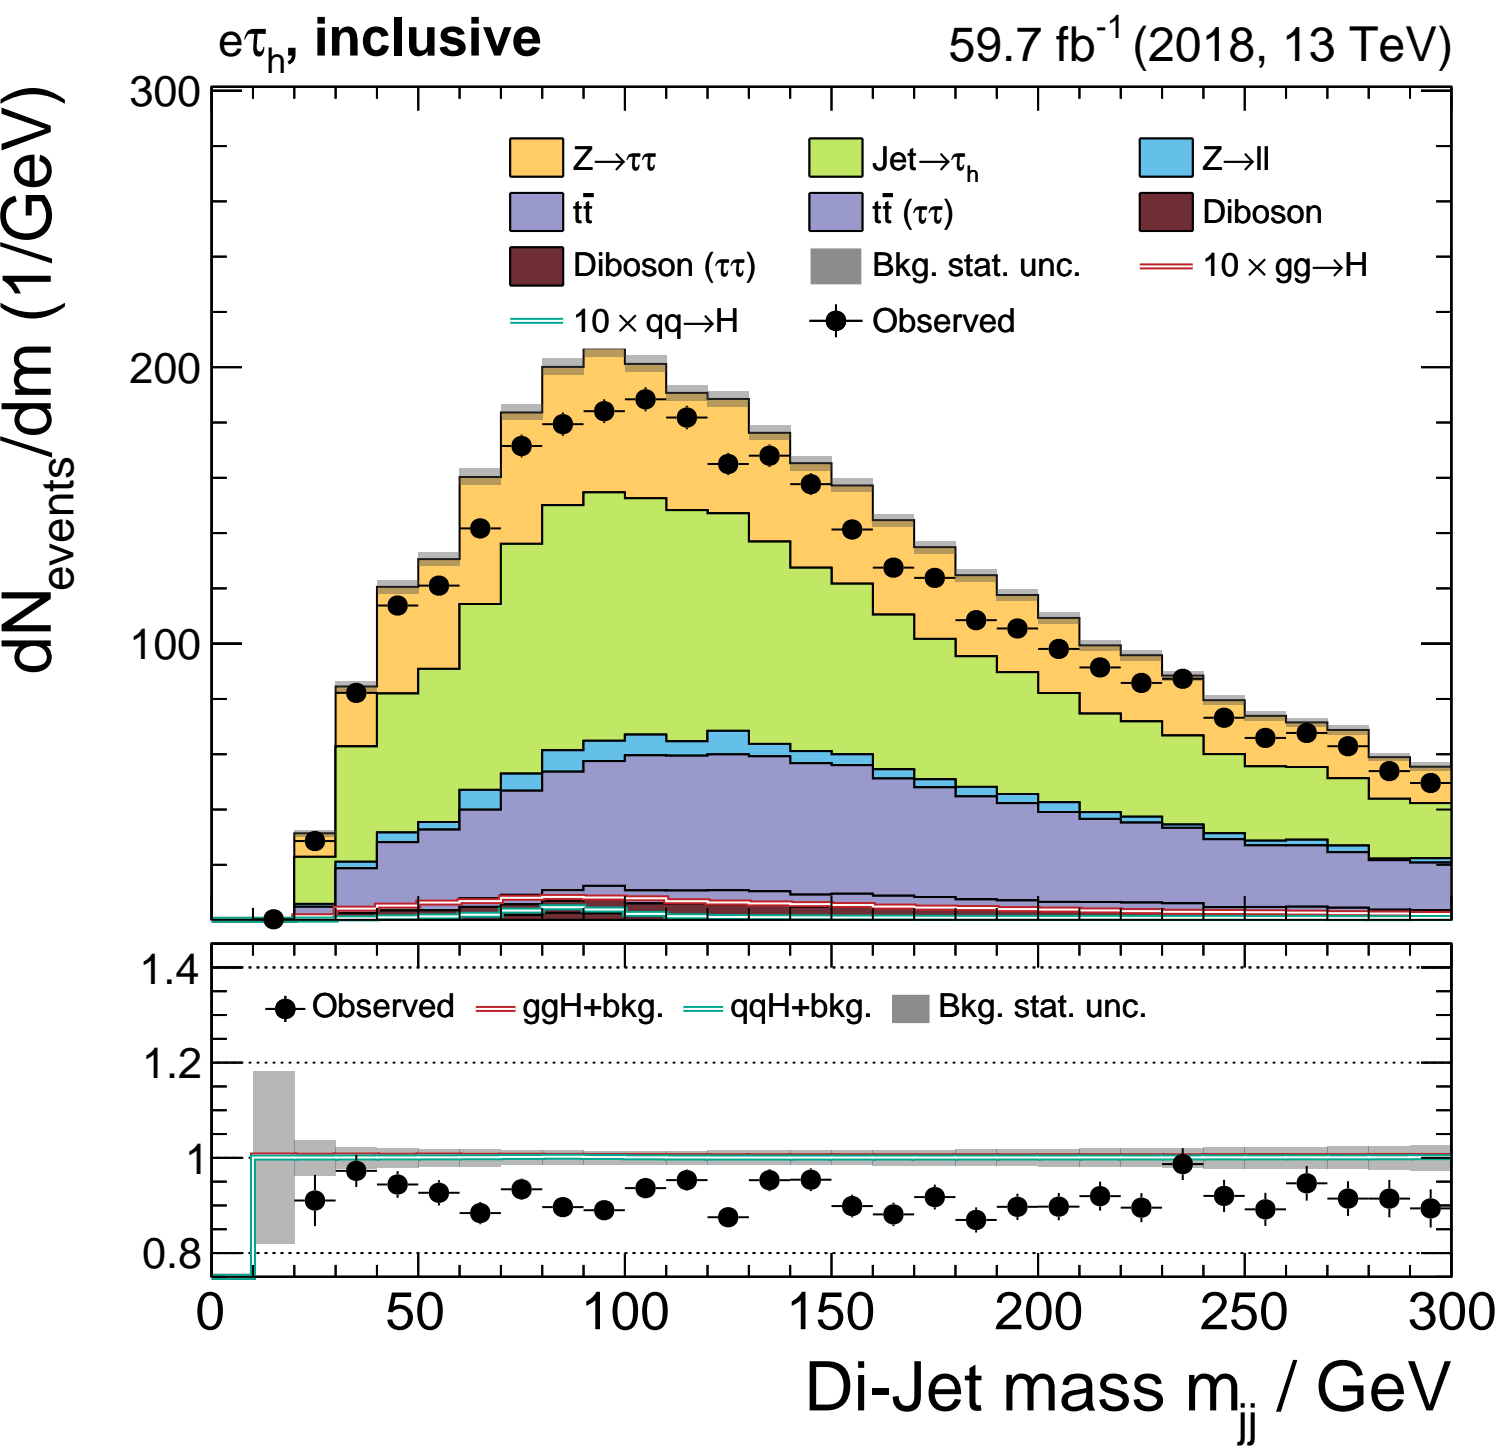 eτh, inclusive 59.7 fb-1 (2018, 13 TeV)
dNevents/dm (1/GeV)
300
200
100
Z→ττ Jet→τh Z→ll
tt̄ tt̄ (ττ) Diboson
Diboson (ττ) Bkg. stat. unc. 10 × gg→H
10 × qq→H Observed
1.4
1.2
1
0.8
Observed ggH+bkg. qqH+bkg. Bkg. stat. unc.
0 50 100 150 200 250 300
Di-Jet mass mjj / GeV